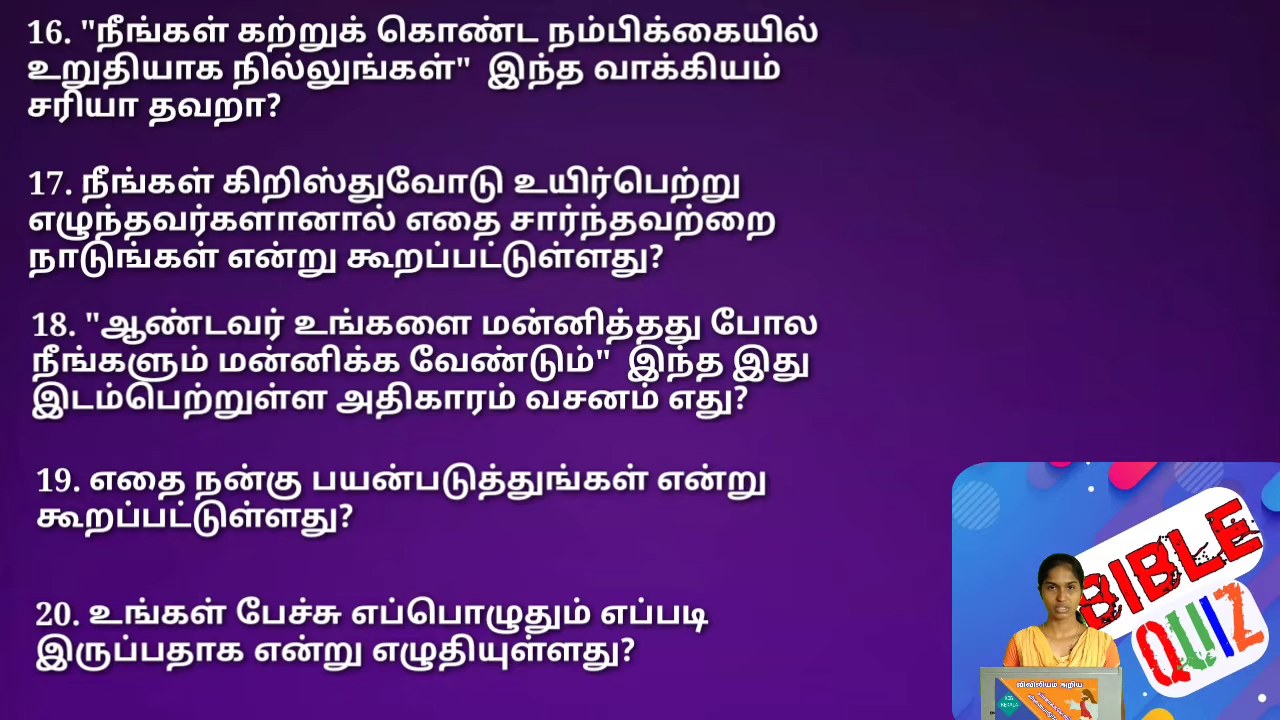 16. "நீங்கள் கற்றுக் கொண்ட நம்பிக்கையில்
உறுதியாக நில்லுங்கள்" இந்த வாக்கியம்
சரியா தவறா?
17. நீங்கள் கிறிஸ்துவோடு உயிர்பெற்று
எழுந்தவர்களானால் எதை சார்ந்தவற்றை
நாடுங்கள் என்று கூறப்பட்டுள்ளது?
18. "ஆண்டவர் உங்களை மன்னித்தது போல
நீங்களும் மன்னிக்க வேண்டும்" இந்த இது
இடம்பெற்றுள்ள அதிகாரம் வசனம் எது?
19. எதை நன்கு பயன்படுத்துங்கள் என்று
கூறப்பட்டுள்ளது?
20. உங்கள் பேச்சு எப்பொழுதும் எப்படி
இருப்பதாக என்று எழுதியுள்ளது?
BIBLE
QUIZ
விவிலியம் அறிய